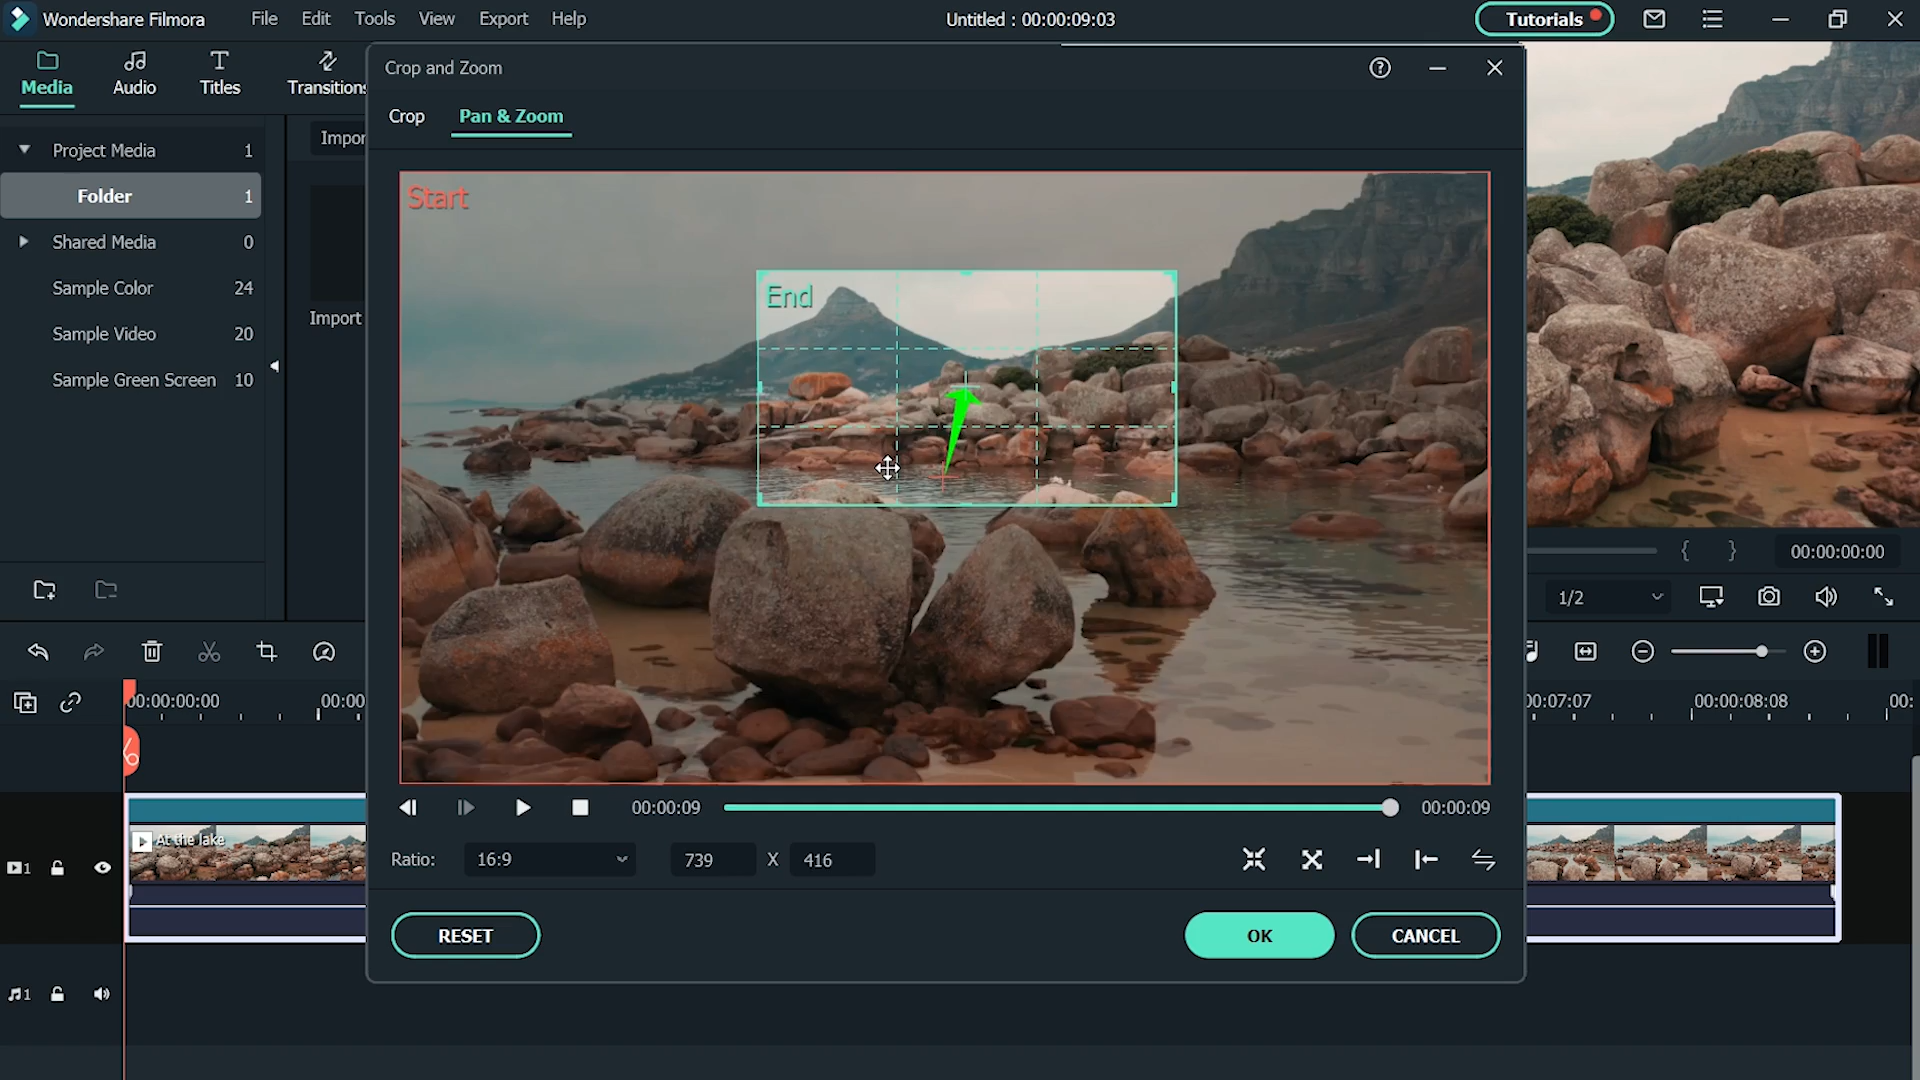 Wondershare Filmora
File Edit Tools View Export Help
Untitled : 00:00:09:03
Tutorials
Media Audio Titles Transitions
Crop and Zoom
Crop Pan & Zoom
Project Media 1
Folder 1
Shared Media 0
Sample Color 24
Sample Video 20
Sample Green Screen 10
Impor
Import
Start
End
{ } 00:00:00:00
1/2
00:00:09 00:00:09
Ratio: 16:9 739 X 416
RESET OK CANCEL
00:00:00:00 00:00 00:07:07 00:00:08:08 00:
At the lake
1
1